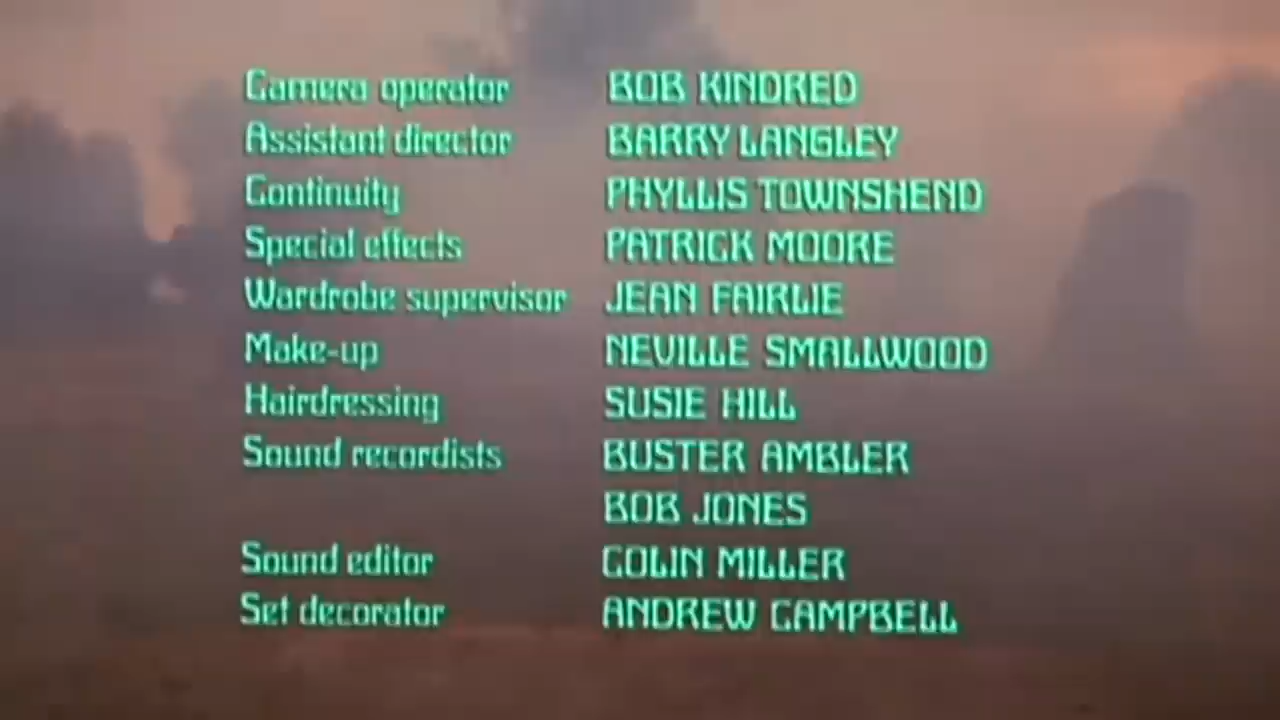 Camera operator BOB KINDRED
Assistant director BARRY LANGLEY
Continuity PHYLLIS TOWNSHEND
Special effects PATRICK MOORE
Wardrobe supervisor JEAN FAIRLIE
Make-up NEVILLE SMALLWOOD
Hairdressing SUSIE HILL
Sound recordists BUSTER AMBLER
BOB JONES
Sound editor COLIN MILLER
Set decorator ANDREW CAMPBELL